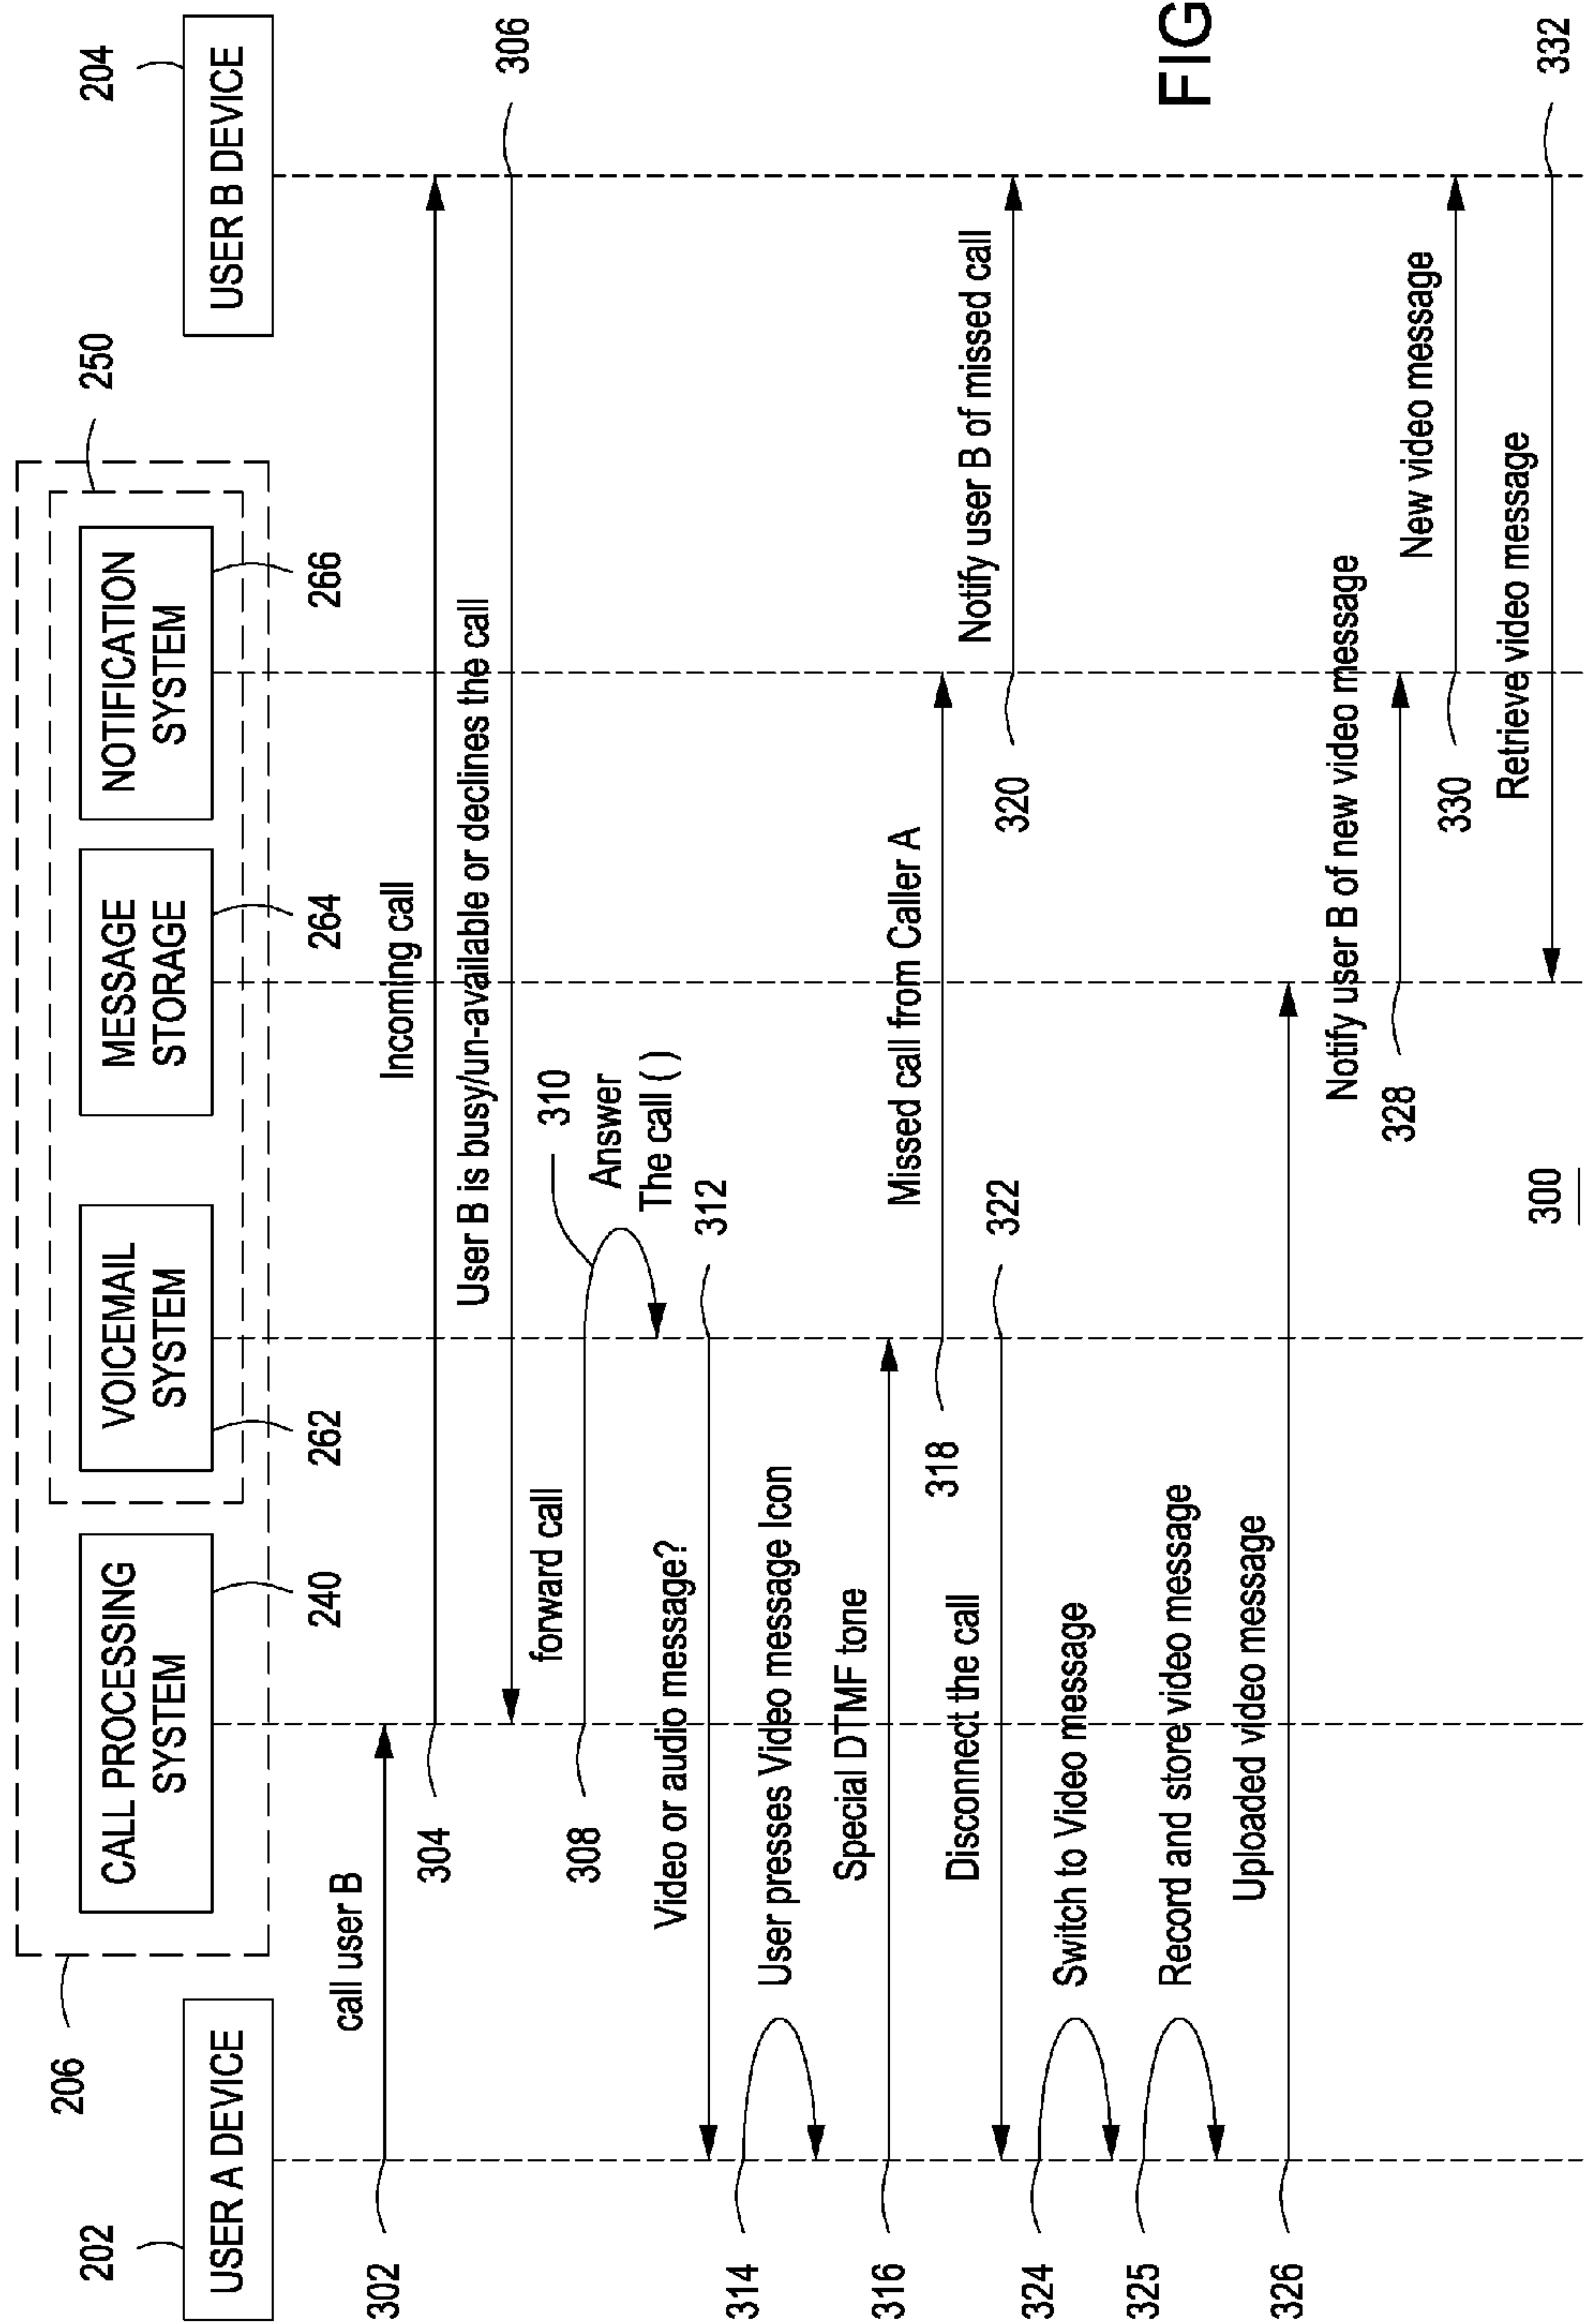 206
250
202
USER A DEVICE
CALL PROCESSING
SYSTEM
240
VOICEMAIL
SYSTEM
262
MESSAGE
STORAGE
264
NOTIFICATION
SYSTEM
266
204
USER B DEVICE
call user B
302
Incoming call
304
User B is busy/un-available or declines the call
306
forward call
308
310
Answer
The call ( )
Video or audio message?
312
User presses Video message Icon
314
Special DTMF tone
316
Missed call from Caller A
318
Notify user B of missed call
320
Disconnect the call
322
Switch to Video message
324
Record and store video message
325
Uploaded video message
326
Notify user B of new video message
328
New video message
330
Retrieve video message
332
300
FIG